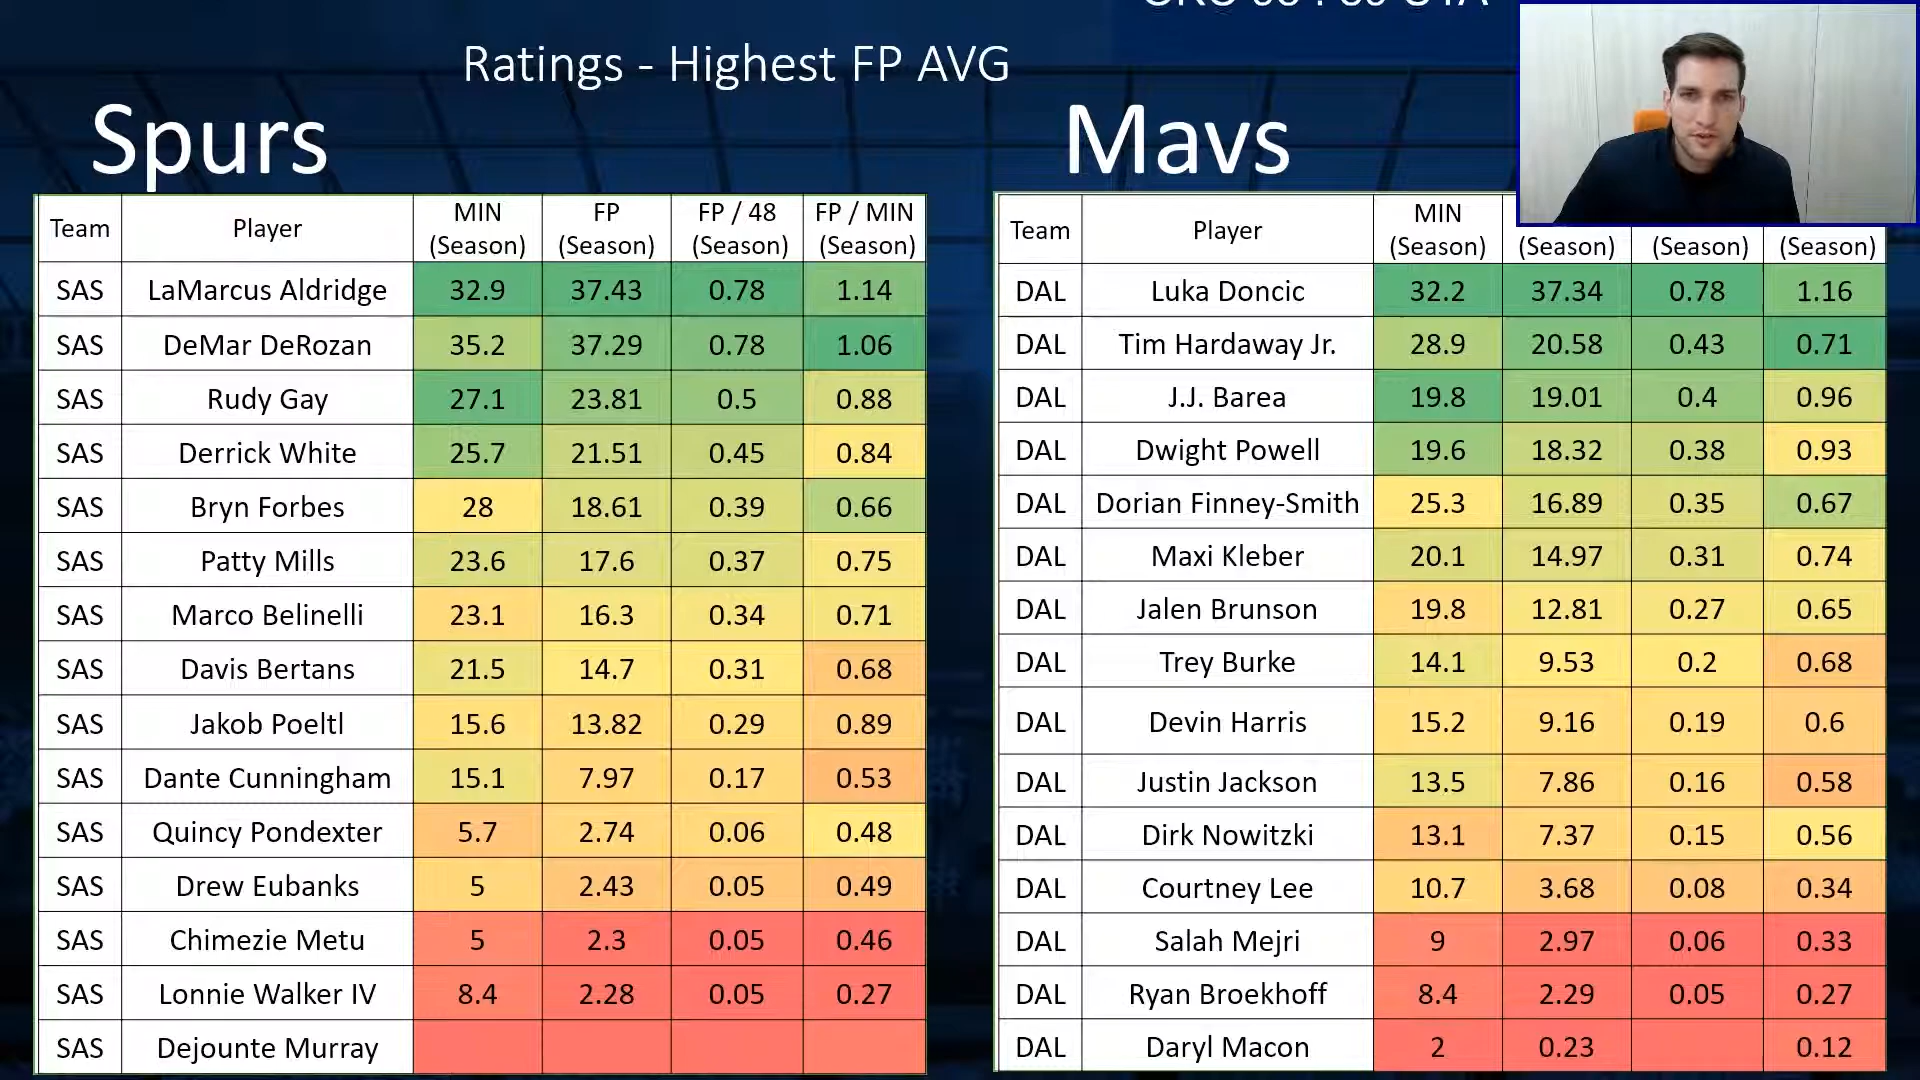 Ratings - Highest FP AVG
Spurs
Team Player MIN (Season) FP (Season) FP / 48 (Season) FP / MIN (Season)
SAS LaMarcus Aldridge 32.9 37.43 0.78 1.14
SAS DeMar DeRozan 35.2 37.29 0.78 1.06
SAS Rudy Gay 27.1 23.81 0.5 0.88
SAS Derrick White 25.7 21.51 0.45 0.84
SAS Bryn Forbes 28 18.61 0.39 0.66
SAS Patty Mills 23.6 17.6 0.37 0.75
SAS Marco Belinelli 23.1 16.3 0.34 0.71
SAS Davis Bertans 21.5 14.7 0.31 0.68
SAS Jakob Poeltl 15.6 13.82 0.29 0.89
SAS Dante Cunningham 15.1 7.97 0.17 0.53
SAS Quincy Pondexter 5.7 2.74 0.06 0.48
SAS Drew Eubanks 5 2.43 0.05 0.49
SAS Chimezie Metu 5 2.3 0.05 0.46
SAS Lonnie Walker IV 8.4 2.28 0.05 0.27
SAS Dejounte Murray
Mavs
Team Player MIN (Season) (Season) (Season) (Season)
DAL Luka Doncic 32.2 37.34 0.78 1.16
DAL Tim Hardaway Jr. 28.9 20.58 0.43 0.71
DAL J.J. Barea 19.8 19.01 0.4 0.96
DAL Dwight Powell 19.6 18.32 0.38 0.93
DAL Dorian Finney-Smith 25.3 16.89 0.35 0.67
DAL Maxi Kleber 20.1 14.97 0.31 0.74
DAL Jalen Brunson 19.8 12.81 0.27 0.65
DAL Trey Burke 14.1 9.53 0.2 0.68
DAL Devin Harris 15.2 9.16 0.19 0.6
DAL Justin Jackson 13.5 7.86 0.16 0.58
DAL Dirk Nowitzki 13.1 7.37 0.15 0.56
DAL Courtney Lee 10.7 3.68 0.08 0.34
DAL Salah Mejri 9 2.97 0.06 0.33
DAL Ryan Broekhoff 8.4 2.29 0.05 0.27
DAL Daryl Macon 2 0.23 0.12